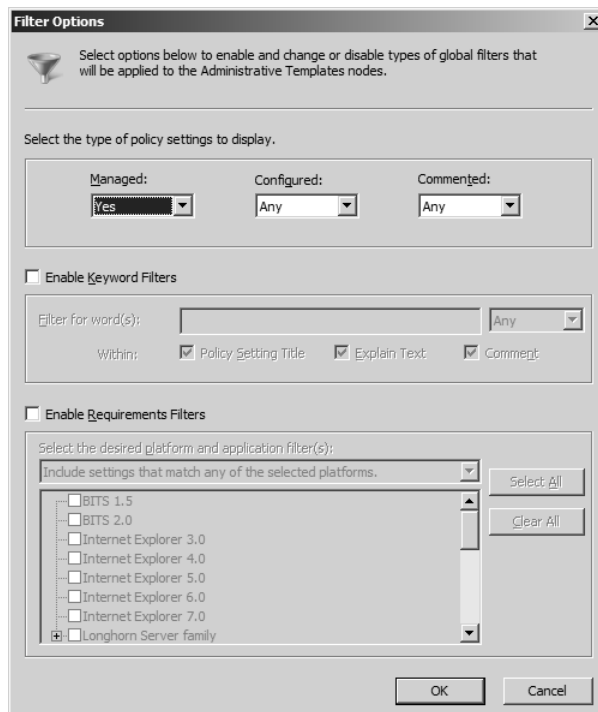 Filter Options
Select options below to enable and change or disable types of global filters that
will be applied to the Administrative Templates nodes.
Select the type of policy settings to display.
Managed: Configured: Commented:
Yes Any Any
Enable Keyword Filters
Filter for word(s): Any
Within: Policy Setting Title Explain Text Comment
Enable Requirements Filters
Select the desired platform and application filter(s):
Include settings that match any of the selected platforms. Select All
BITS 1.5
BITS 2.0 Clear All
Internet Explorer 3.0
Internet Explorer 4.0
Internet Explorer 5.0
Internet Explorer 6.0
Internet Explorer 7.0
Longhorn Server family
OK Cancel